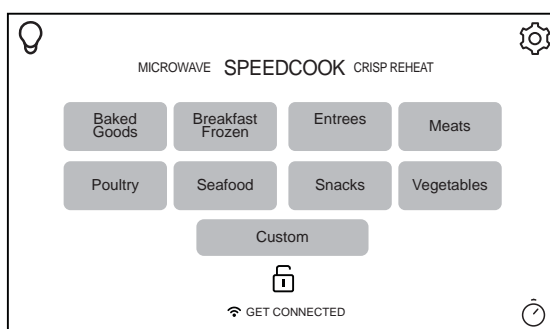 MICROWAVE SPEEDCOOK CRISP REHEAT
Baked
Goods
Breakfast
Frozen
Entrees
Meats
Poultry
Seafood
Snacks
Vegetables
Custom
GET CONNECTED